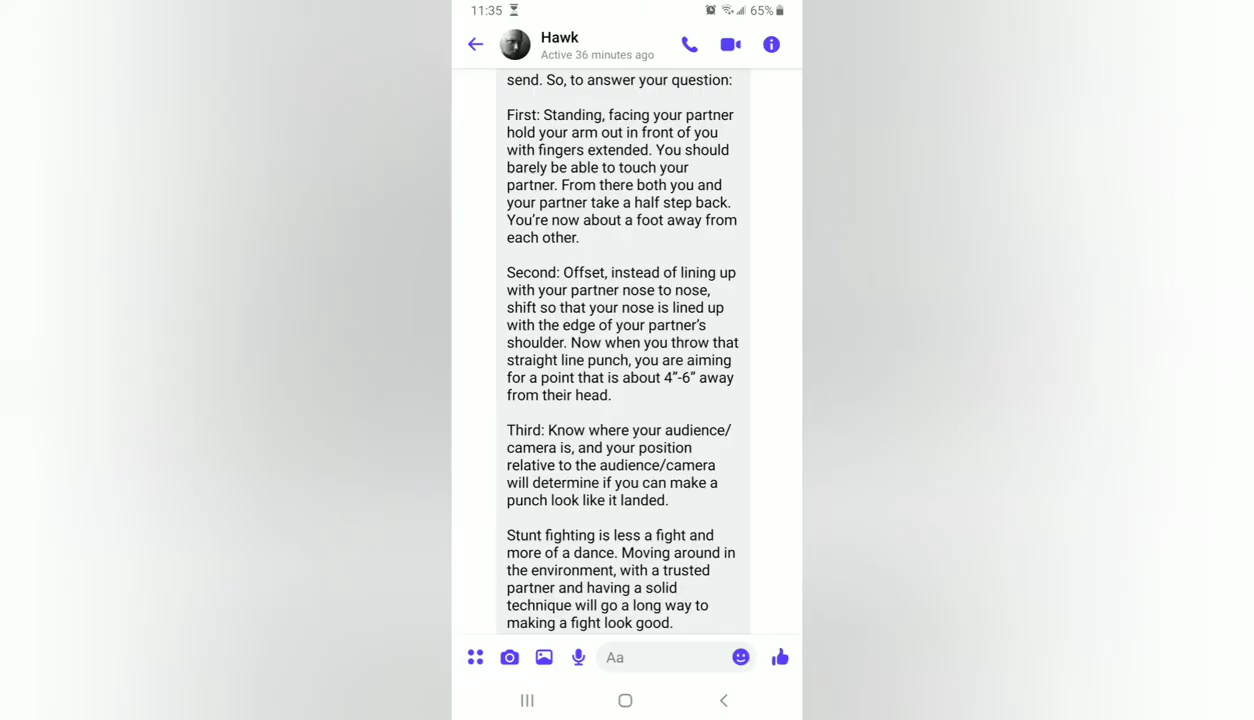 11:35
65%
Hawk
Active 36 minutes ago
send. So, to answer your question:
First: Standing, facing your partner
hold your arm out in front of you
with fingers extended. You should
barely be able to touch your
partner. From there both you and
your partner take a half step back.
You’re now about a foot away from
each other.
Second: Offset, instead of lining up
with your partner nose to nose,
shift so that your nose is lined up
with the edge of your partner’s
shoulder. Now when you throw that
straight line punch, you are aiming
for a point that is about 4”-6” away
from their head.
Third: Know where your audience/
camera is, and your position
relative to the audience/camera
will determine if you can make a
punch look like it landed.
Stunt fighting is less a fight and
more of a dance. Moving around in
the environment, with a trusted
partner and having a solid
technique will go a long way to
making a fight look good.
Aa